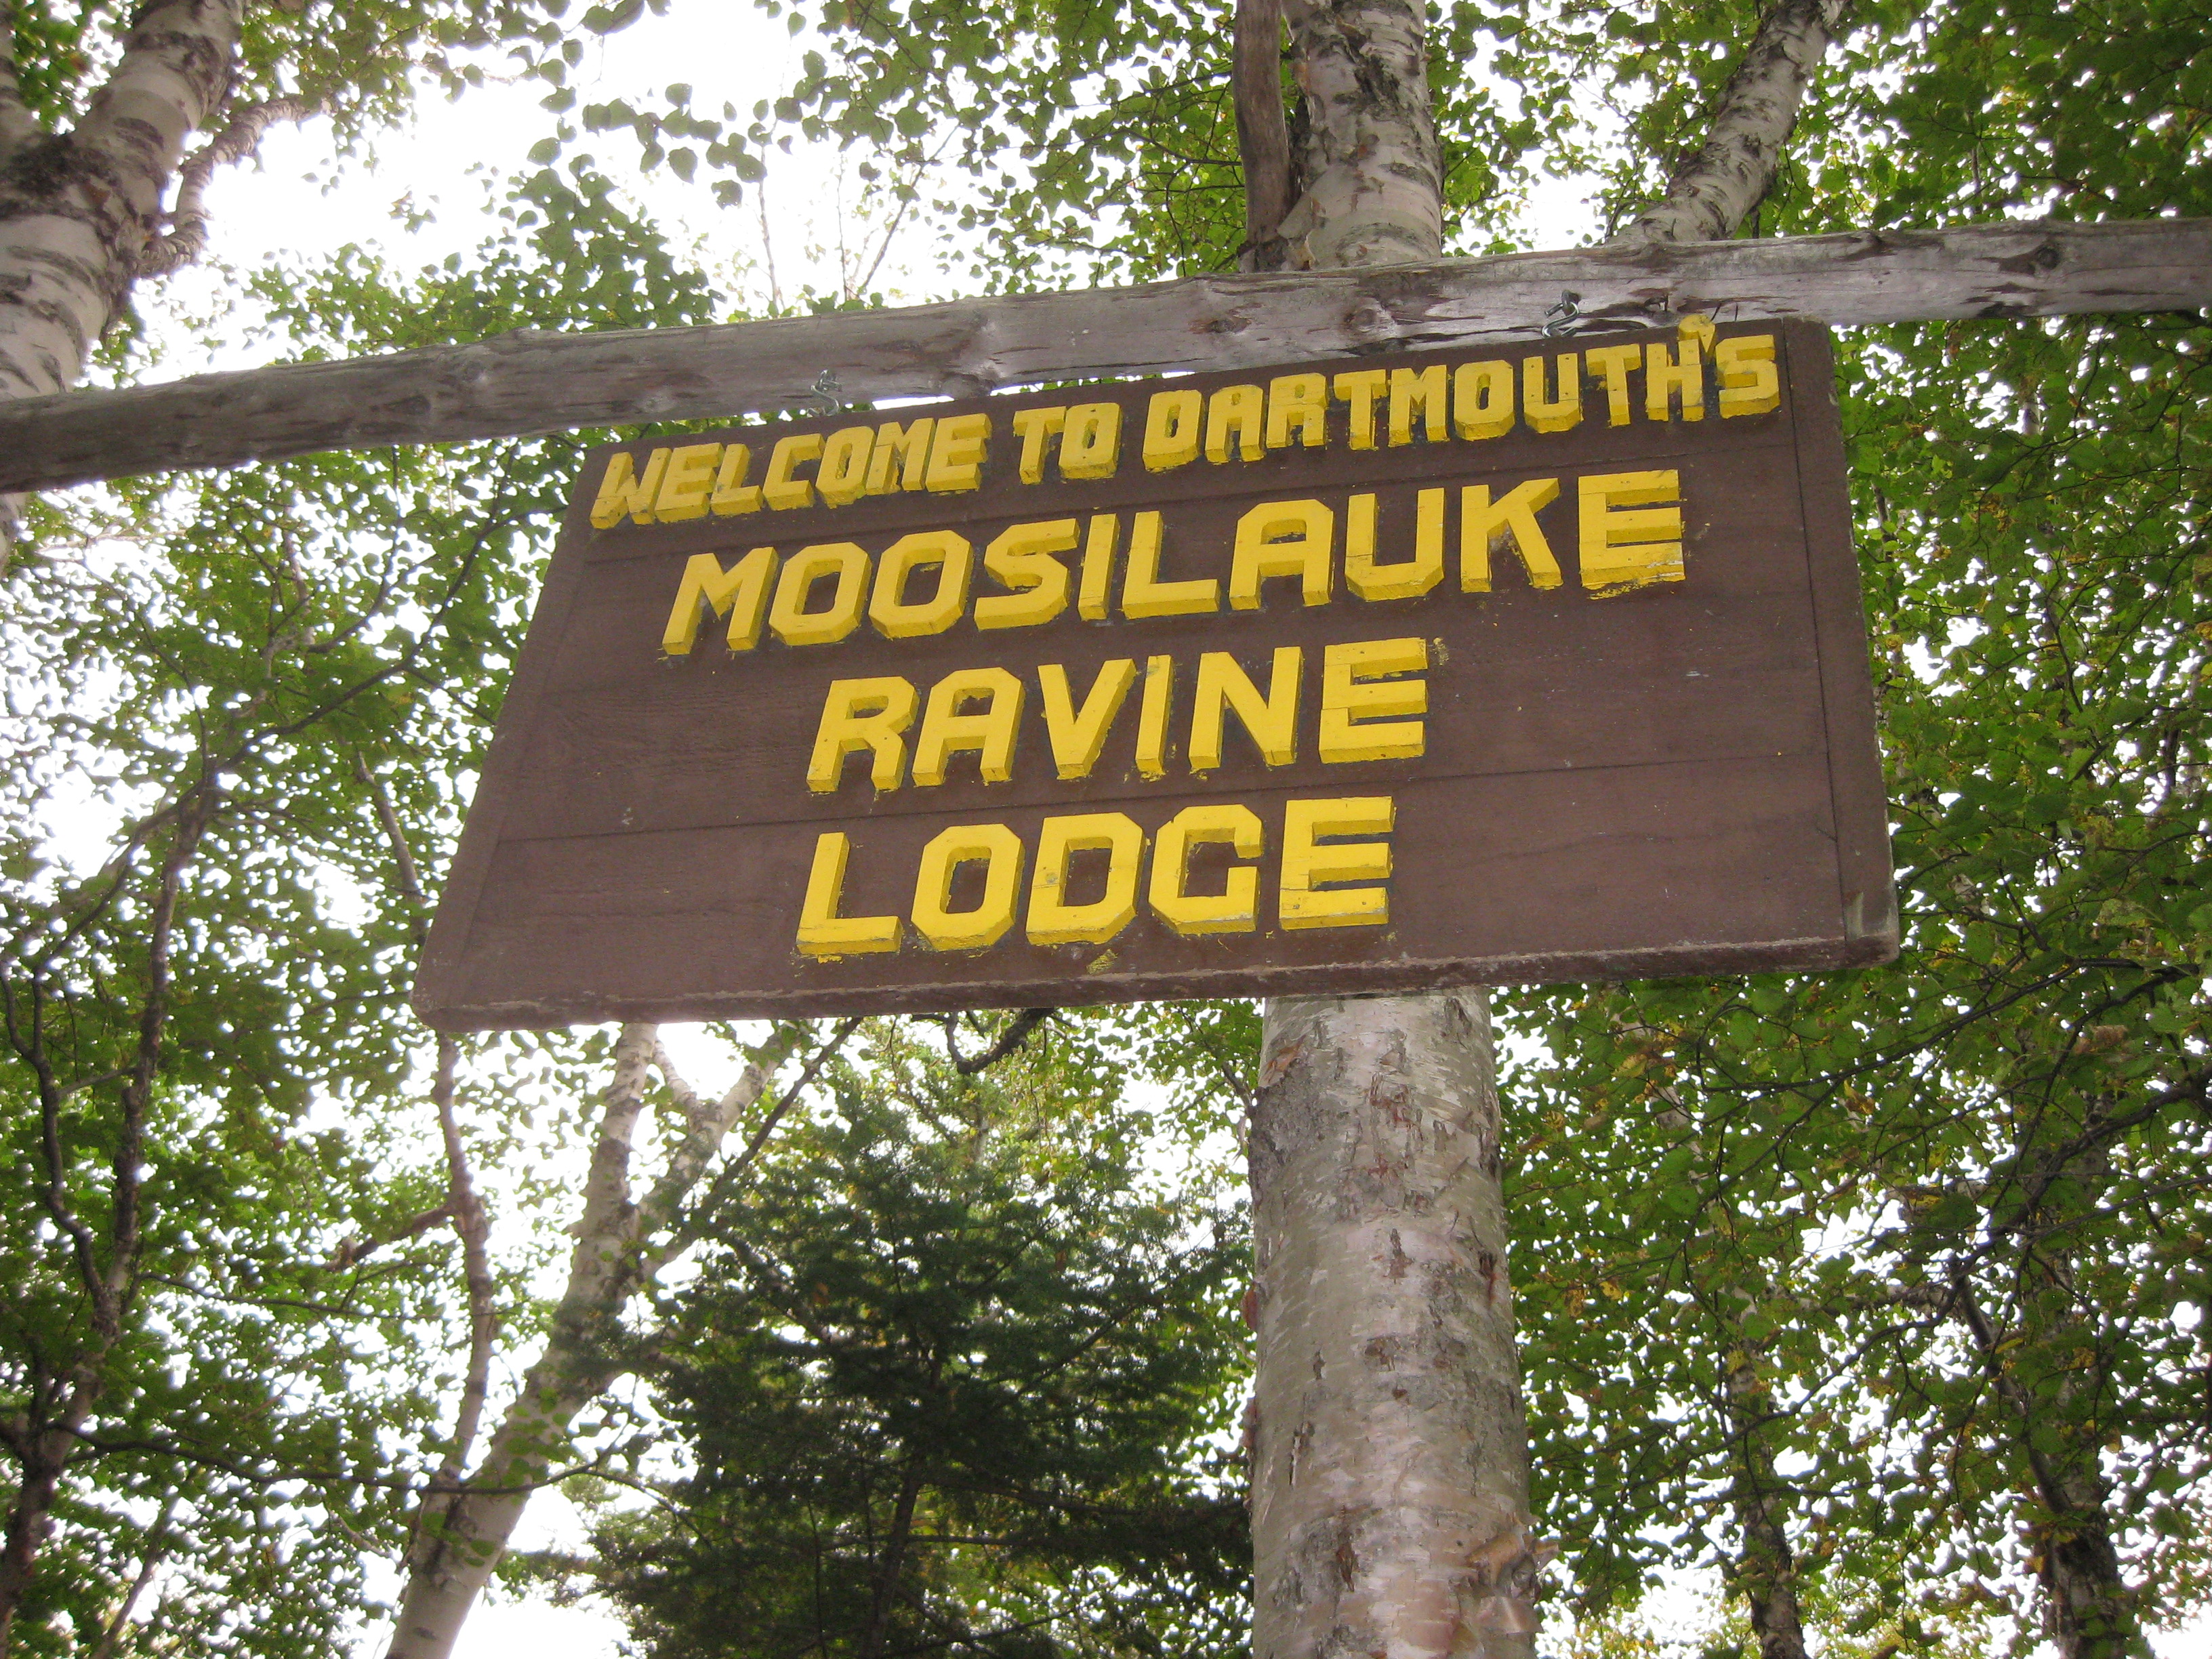 WELCOME TO DARTMOUTH'S
MOOSILAUKE
RAVINE
LODGE